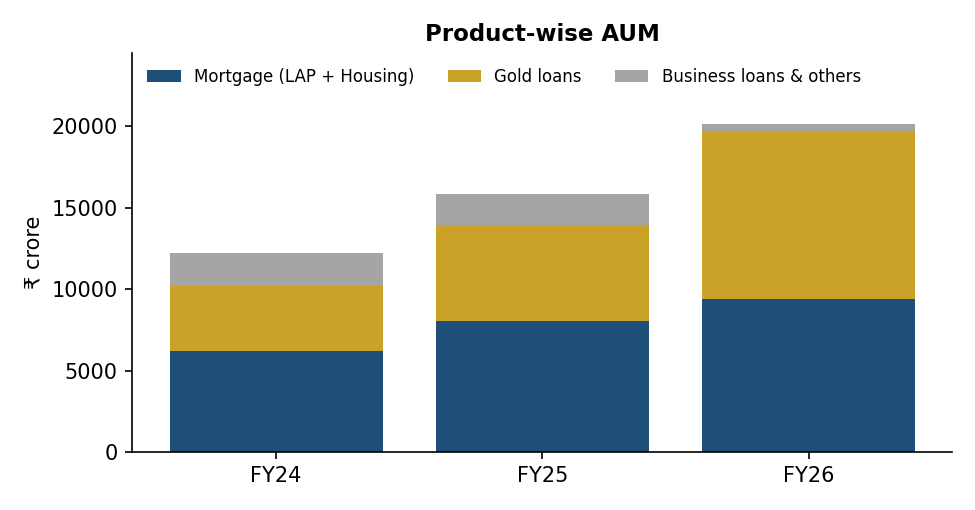 Product-wise AUM
Mortgage (LAP + Housing) Gold loans Business loans & others
₹ crore
20000
15000
10000
5000
0
FY24 FY25 FY26